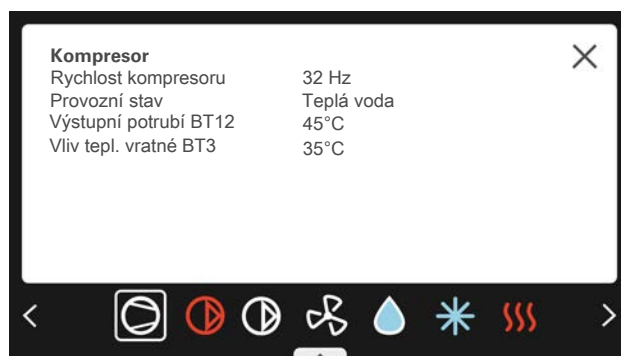 Kompresor
Rychlost kompresoru 32 Hz
Provozní stav Teplá voda
Výstupní potrubí BT12 45°C
Vliv tepl. vratné BT3 35°C